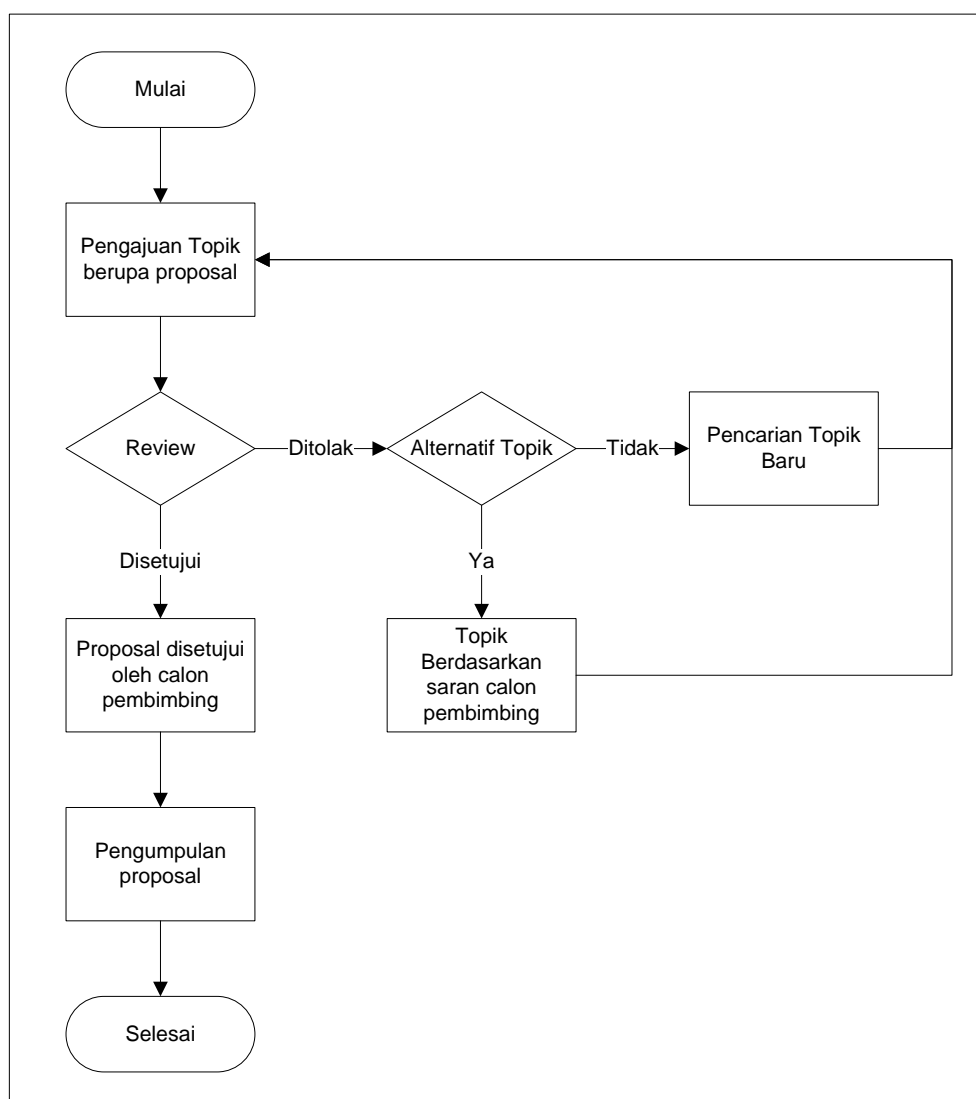 Mulai
Pengajuan Topik
berupa proposal
Review
Ditolak
Alternatif Topik
Tidak
Pencarian Topik
Baru
Disetujui
Ya
Proposal disetujui
oleh calon
pembimbing
Topik
Berdasarkan
saran calon
pembimbing
Pengumpulan
proposal
Selesai